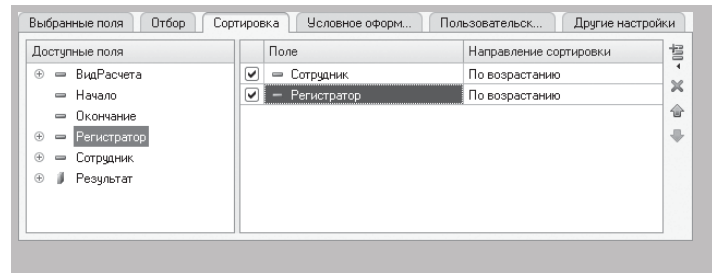 Выбранные поля Отбор Сортировка Условное оформ... Пользовательск... Другие настройки
Доступные поля Поле Направление сортировки
ВидРасчета Сотрудник По возрастанию
Начало Регистратор По возрастанию
Окончание
Регистратор
Сотрудник
Результат